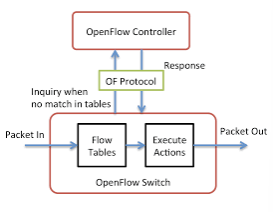 OpenFlow Controller
Response
OF Protocol
Inquiry when
no match in tables
Packet In
Packet Out
Flow
Tables
Execute
Actions
OpenFlow Switch